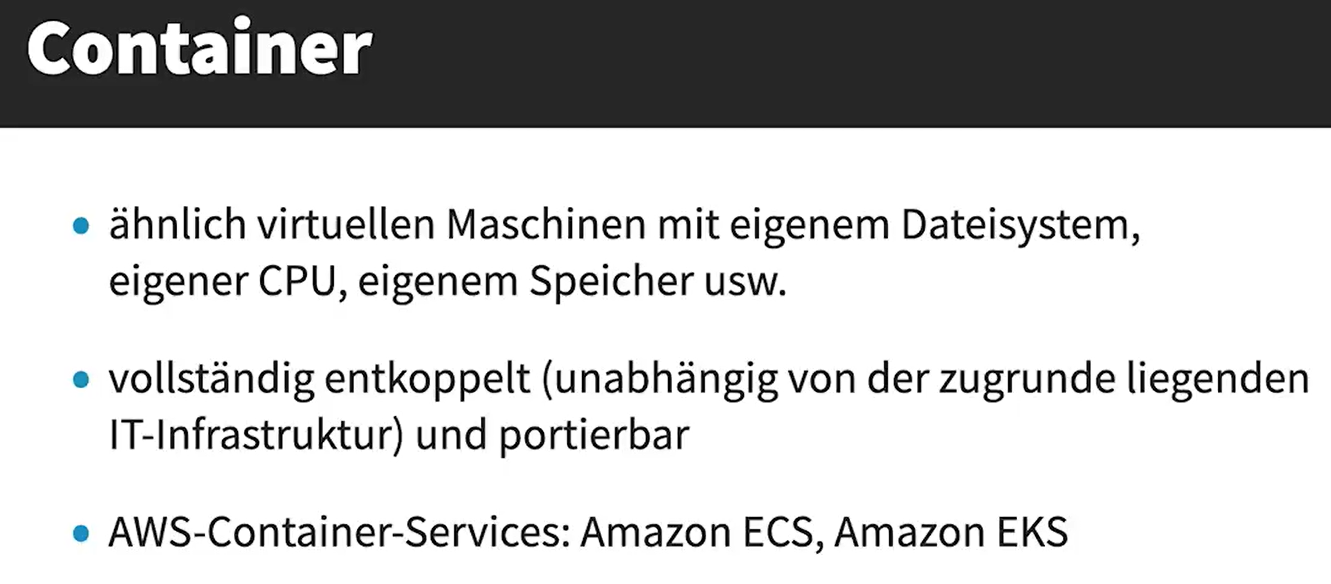 Container
• ähnlich virtuellen Maschinen mit eigenem Dateisystem,
eigener CPU, eigenem Speicher usw.
• vollständig entkoppelt (unabhängig von der zugrunde liegenden
IT-Infrastruktur) und portierbar
• AWS-Container-Services: Amazon ECS, Amazon EKS